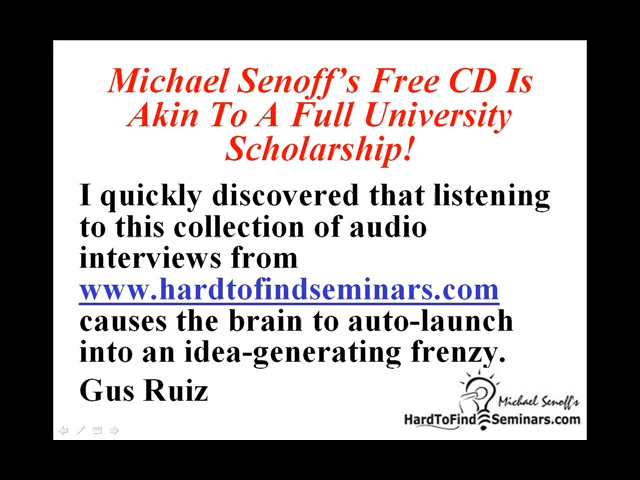 Michael Senoff's Free CD Is
Akin To A Full University
Scholarship!
I quickly discovered that listening
to this collection of audio
interviews from
www.hardtofindseminars.com
causes the brain to auto-launch
into an idea-generating frenzy.
Gus Ruiz
Michael Senoff's
HardToFindSeminars.com